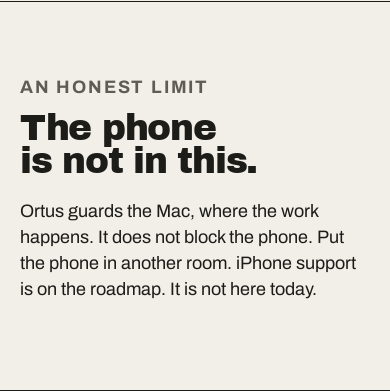 AN HONEST LIMIT
The phone
is not in this.
Ortus guards the Mac, where the work
happens. It does not block the phone. Put
the phone in another room. iPhone support
is on the roadmap. It is not here today.